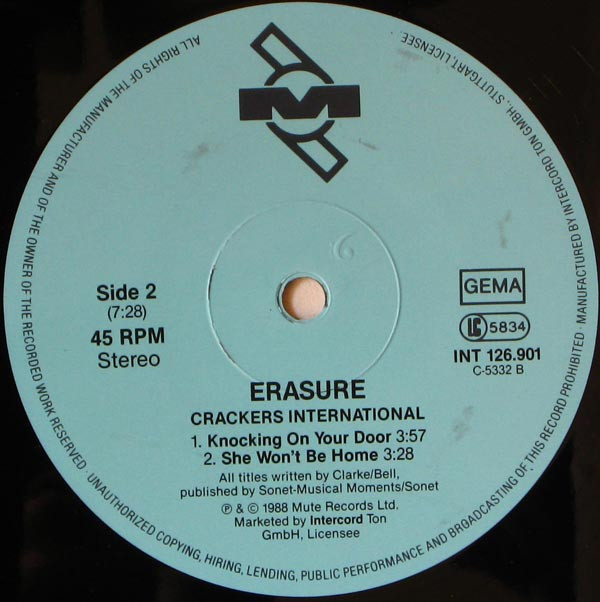 ALL RIGHTS OF THE MANUFACTURER AND OF THE OWNER OF THE RECORDED WORK RESERVED · UNAUTHORIZED COPYING, HIRING, LENDING, PUBLIC PERFORMANCE AND BROADCASTING OF THIS RECORD PROHIBITED · MANUFACTURED BY INTERCORD TON GMBH., STUTTGART, LICENSEE.
M
Side 2
(7:28)
45 RPM
Stereo
GEMA
LC 5834
INT 126.901
C-5332 B
ERASURE
CRACKERS INTERNATIONAL
1. Knocking On Your Door 3:57
2. She Won't Be Home 3:28
All titles written by Clarke/Bell,
published by Sonet-Musical Moments/Sonet
℗ & © 1988 Mute Records Ltd.
Marketed by Intercord Ton
GmbH, Licensee